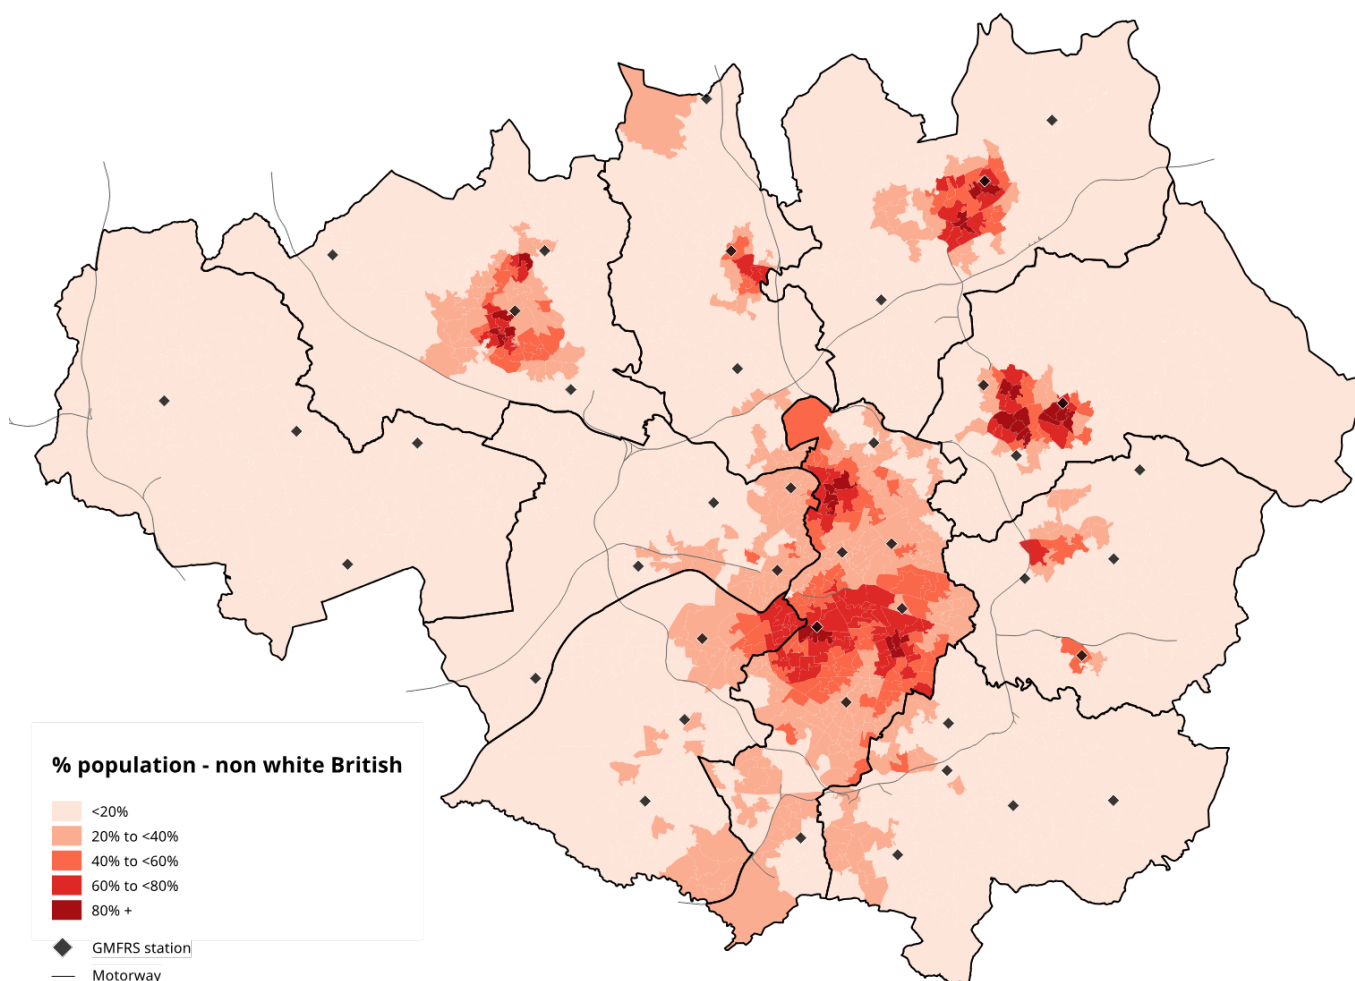 % population - non white British
<20%
20% to <40%
40% to <60%
60% to <80%
80% +
GMFRS station
Motorway